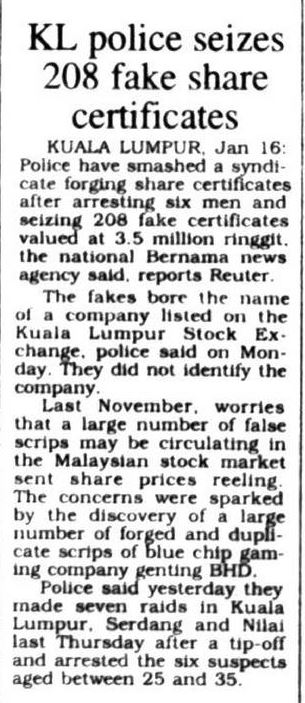 KL police seizes
208 fake share
certificates
KUALA LUMPUR, Jan 16:
Police have smashed a syndi-
cate forging share certificates
after arresting six men and
seizing 208 fake certificates
valued at 3.5 million ringgit,
the national Bernama news
agency said, reports Reuter.
The fakes bore the name
of a company listed on the
Kuala Lumpur Stock Ex-
change, police said on Mon-
day. They did not identify the
company.
Last November, worries
that a large number of false
scrips may be circulating in
the Malaysian stock market
sent share prices reeling.
The concerns were sparked
by the discovery of a large
number of forged and dupli-
cate scrips of blue chip gam-
ing company genting BHD.
Police said yesterday they
made seven raids in Kuala
Lumpur, Serdang and Nilai
last Thursday after a tip-off
and arrested the six suspects
aged between 25 and 35.